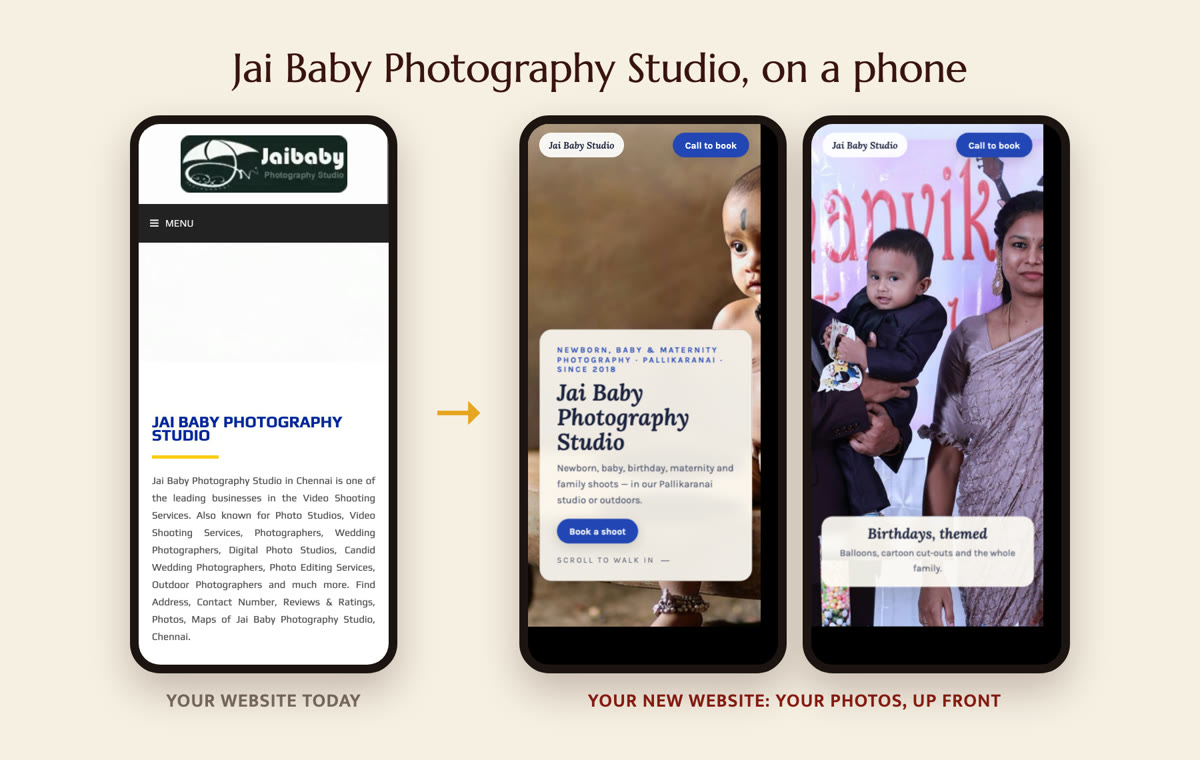 Jai Baby Photography Studio, on a phone
Jaibaby
Photography Studio
MENU
JAI BABY PHOTOGRAPHY
STUDIO
Jai Baby Photography Studio in Chennai is one of
the leading businesses in the Video Shooting
Services. Also known for Photo Studios, Video
Shooting Services, Photographers, Wedding
Photographers, Digital Photo Studios, Candid
Wedding Photographers, Photo Editing Services,
Outdoor Photographers and much more. Find
Address, Contact Number, Reviews & Ratings,
Photos, Maps of Jai Baby Photography Studio,
Chennai.
YOUR WEBSITE TODAY
Jai Baby Studio
Call to book
NEWBORN, BABY & MATERNITY
PHOTOGRAPHY · PALLIKARANAI ·
SINCE 2018
Jai Baby
Photography
Studio
Newborn, baby, birthday, maternity and
family shoots — in our Pallikaranai
studio or outdoors.
Book a shoot
SCROLL TO WALK IN —
Jai Baby Studio
Call to book
anvik
Birthdays, themed
Balloons, cartoon cut-outs and the whole
family.
YOUR NEW WEBSITE: YOUR PHOTOS, UP FRONT